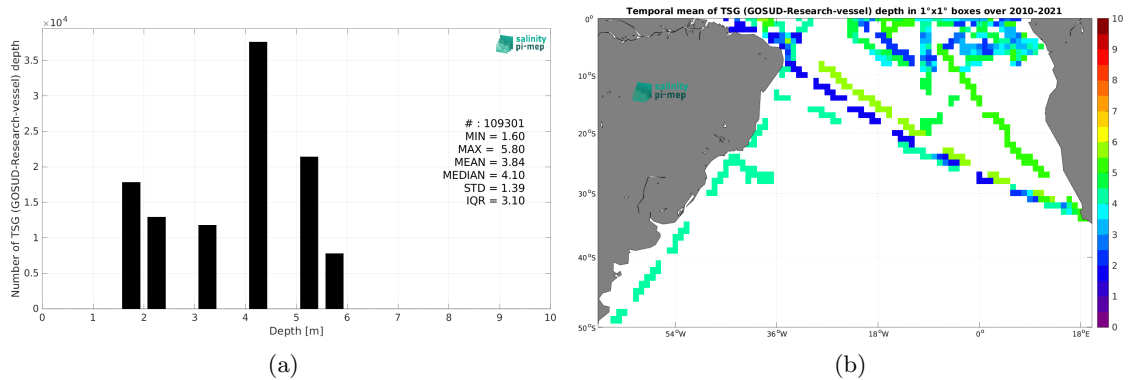 ×10⁴
3.5
3
2.5
2
1.5
1
0.5
0
Number of TSG (GOSUD-Research-vessel) depth
salinity
pi-mep
# : 109301
MIN = 1.60
MAX = 5.80
MEAN = 3.84
MEDIAN = 4.10
STD = 1.39
IQR = 3.10
0 1 2 3 4 5 6 7 8 9 10
Depth [m]
(a)
Temporal mean of TSG (GOSUD-Research-vessel) depth in 1°x1° boxes over 2010-2021
0°
10°S
20°S
30°S
40°S
50°S
salinity
pi-mep
54°W 36°W 18°W 0° 18°E
10
9
8
7
6
5
4
3
2
1
0
(b)